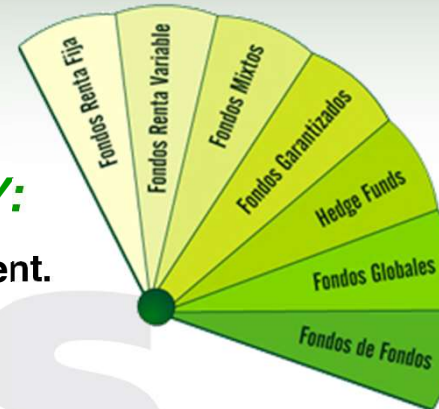 Fondos Renta Fija
Fondos Renta Variable
Fondos Mixtos
Fondos Garantizados
Hedge Funds
Fondos Globales
Fondos de Fondos
Y:
ent.
s